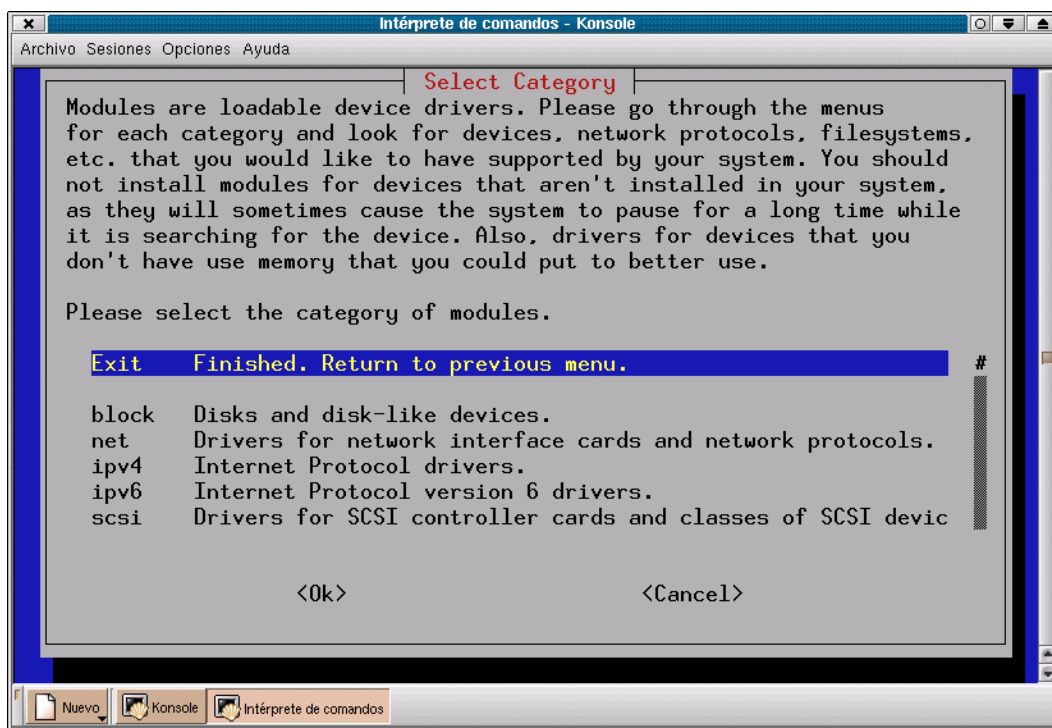 Intérprete de comandos - Konsole
Archivo Sesiones Opciones Ayuda
Select Category
Modules are loadable device drivers. Please go through the menus
for each category and look for devices, network protocols, filesystems,
etc. that you would like to have supported by your system. You should
not install modules for devices that aren't installed in your system,
as they will sometimes cause the system to pause for a long time while
it is searching for the device. Also, drivers for devices that you
don't have use memory that you could put to better use.
Please select the category of modules.
Exit Finished. Return to previous menu. #
block Disks and disk-like devices.
net Drivers for network interface cards and network protocols.
ipv4 Internet Protocol drivers.
ipv6 Internet Protocol version 6 drivers.
scsi Drivers for SCSI controller cards and classes of SCSI devic
<Ok> <Cancel>
Nuevo Konsole Intérprete de comandos